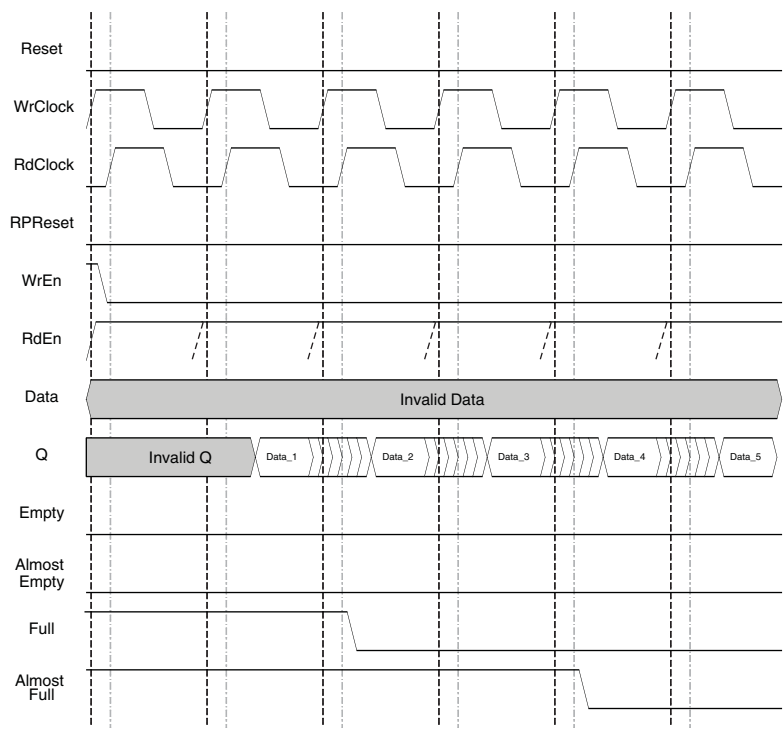 Reset
WrClock
RdClock
RPReset
WrEn
RdEn
Data
Invalid Data
Q
Invalid Q
Data_1
Data_2
Data_3
Data_4
Data_5
Empty
Almost
Empty
Full
Almost
Full